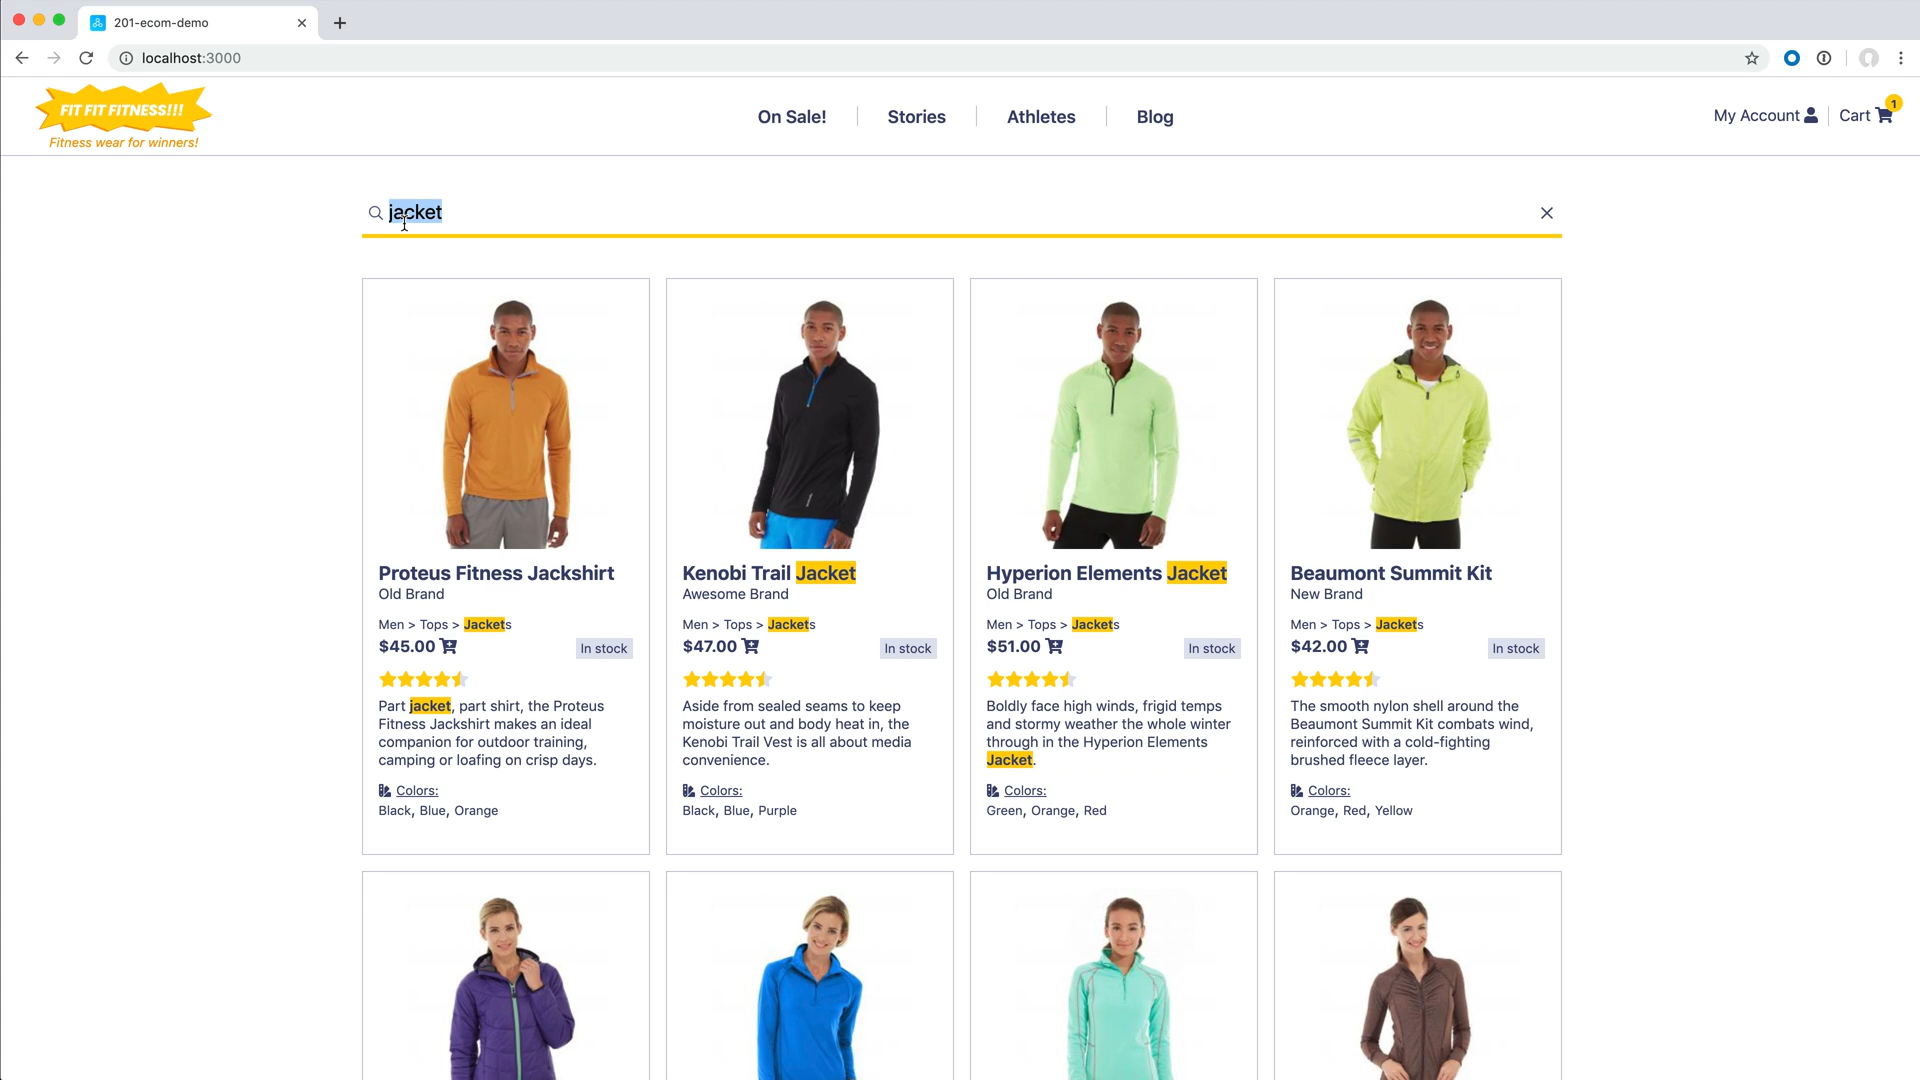 201-ecom-demo
localhost:3000
FIT FIT FITNESS!!!
Fitness wear for winners!
On Sale!
Stories
Athletes
Blog
My Account
Cart
1
jacket
Proteus Fitness Jackshirt
Old Brand
Men > Tops > Jackets
$45.00
In stock
Part jacket, part shirt, the Proteus
Fitness Jackshirt makes an ideal
companion for outdoor training,
camping or loafing on crisp days.
Colors:
Black, Blue, Orange
Kenobi Trail Jacket
Awesome Brand
Men > Tops > Jackets
$47.00
In stock
Aside from sealed seams to keep
moisture out and body heat in, the
Kenobi Trail Vest is all about media
convenience.
Colors:
Black, Blue, Purple
Hyperion Elements Jacket
Old Brand
Men > Tops > Jackets
$51.00
In stock
Boldly face high winds, frigid temps
and stormy weather the whole winter
through in the Hyperion Elements
Jacket.
Colors:
Green, Orange, Red
Beaumont Summit Kit
New Brand
Men > Tops > Jackets
$42.00
In stock
The smooth nylon shell around the
Beaumont Summit Kit combats wind,
reinforced with a cold-fighting
brushed fleece layer.
Colors:
Orange, Red, Yellow